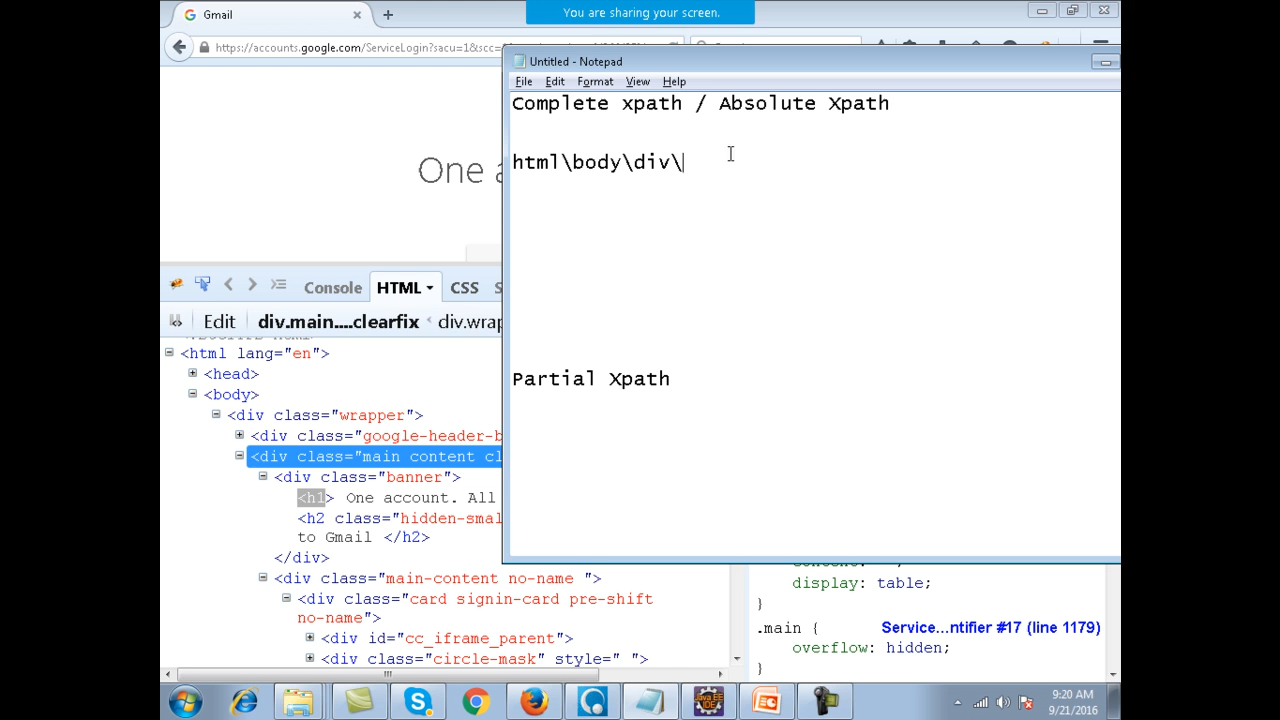 You are sharing your screen.
Gmail
https://accounts.google.com/ServiceLogin?sacu=1&scc=
Untitled - Notepad
File Edit Format View Help
Complete xpath / Absolute Xpath
html\body\div\
Partial Xpath
One a
Console HTML CSS S
Edit div.main....clearfix div.wrap
<html lang="en">
<head>
<body>
<div class="wrapper">
<div class="google-header-b
<div class="main content cl
<div class="banner">
<h1> One account. All
<h2 class="hidden-smal
to Gmail </h2>
</div>
<div class="main-content no-name ">
<div class="card signin-card pre-shift
no-name">
<div id="cc_iframe_parent">
<div class="circle-mask" style=" ">
display: table;
}
.main { Service...ntifier #17 (line 1179)
overflow: hidden;
}
Java EE
IDE
9:20 AM
9/21/2016